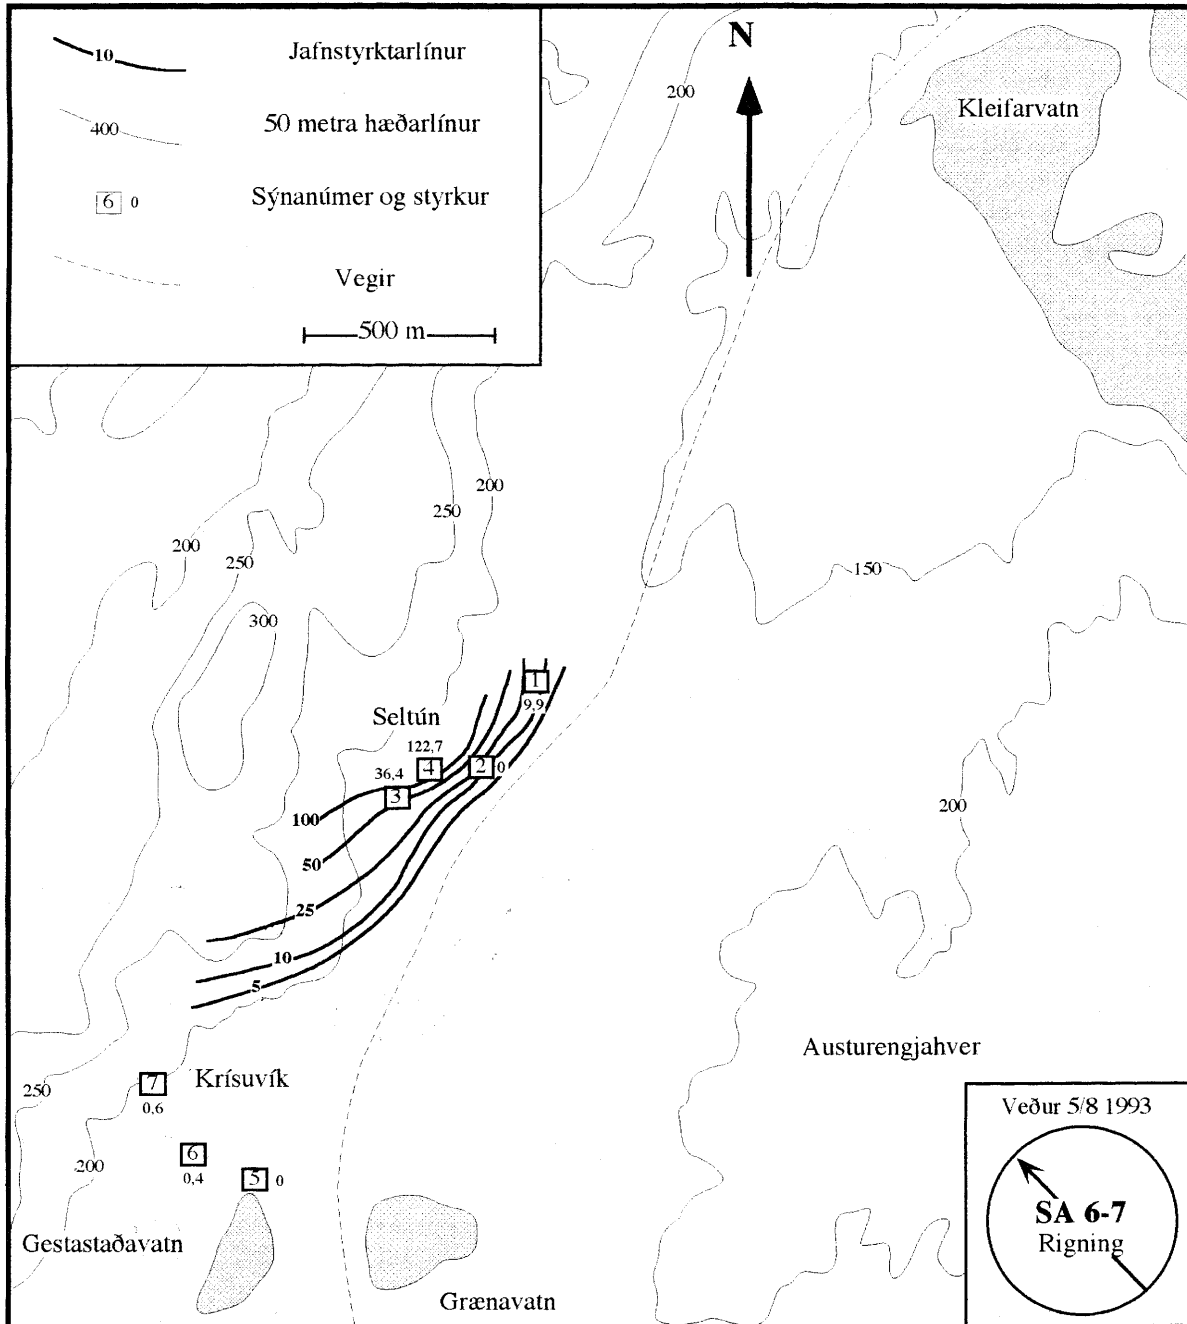 10
Jafnstyrktarlínur
400
50 metra hæðarlínur
6 0
Sýnanúmer og styrkur
Vegir
500 m
N
200
Kleifarvatn
200
250
200
250
150
300
1
9,9
Seltún
122,7
4
2 0
36,4
3
100
200
50
25
10
5
Austurengjahver
250
7
0,6
Krísuvík
6
0,4
5 0
200
Gestastaðavatn
Grænavatn
Veður 5/8 1993
SA 6-7
Rigning